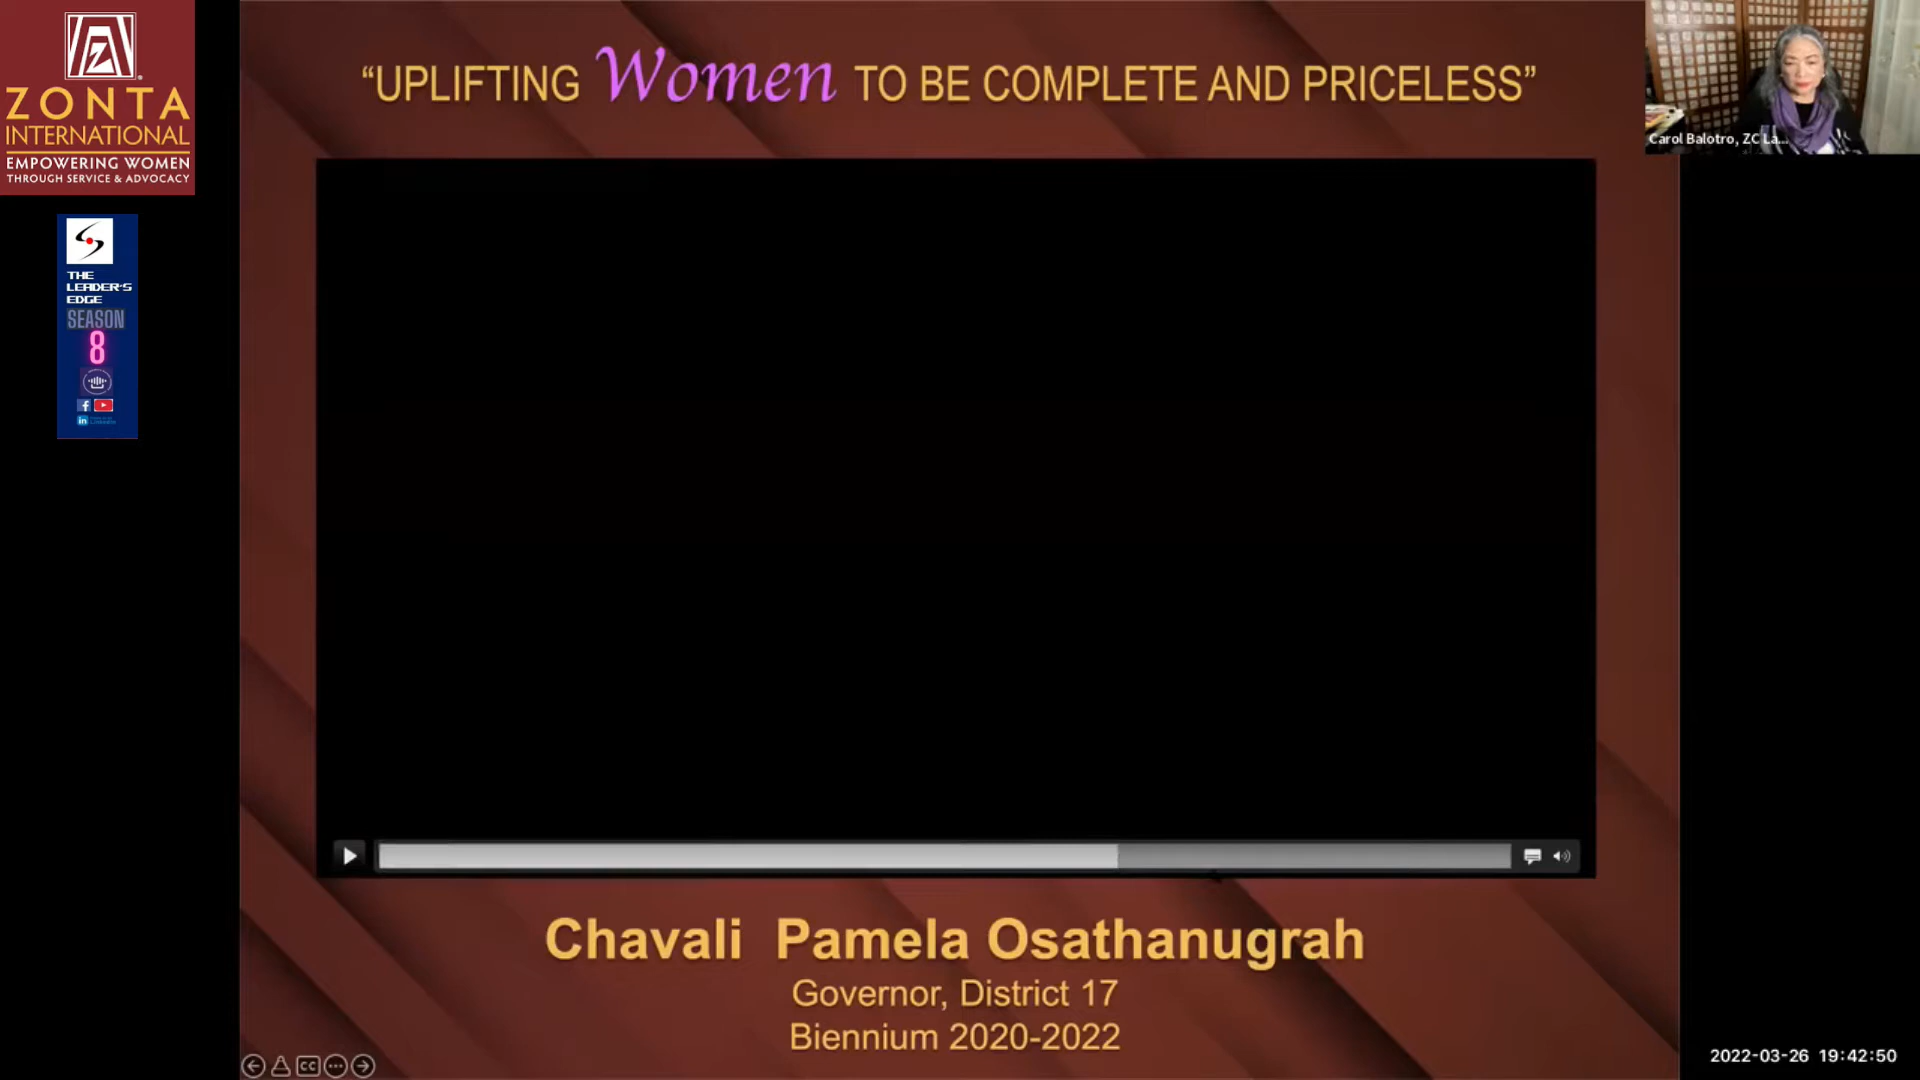 ZONTA
INTERNATIONAL
EMPOWERING WOMEN
THROUGH SERVICE & ADVOCACY
THE
LEADER'S
EDGE
SEASON
8
“UPLIFTING Women TO BE COMPLETE AND PRICELESS”
Carol Balotro, ZC La...
Chavali Pamela Osathanugrah
Governor, District 17
Biennium 2020-2022
CC
2022-03-26 19:42:50